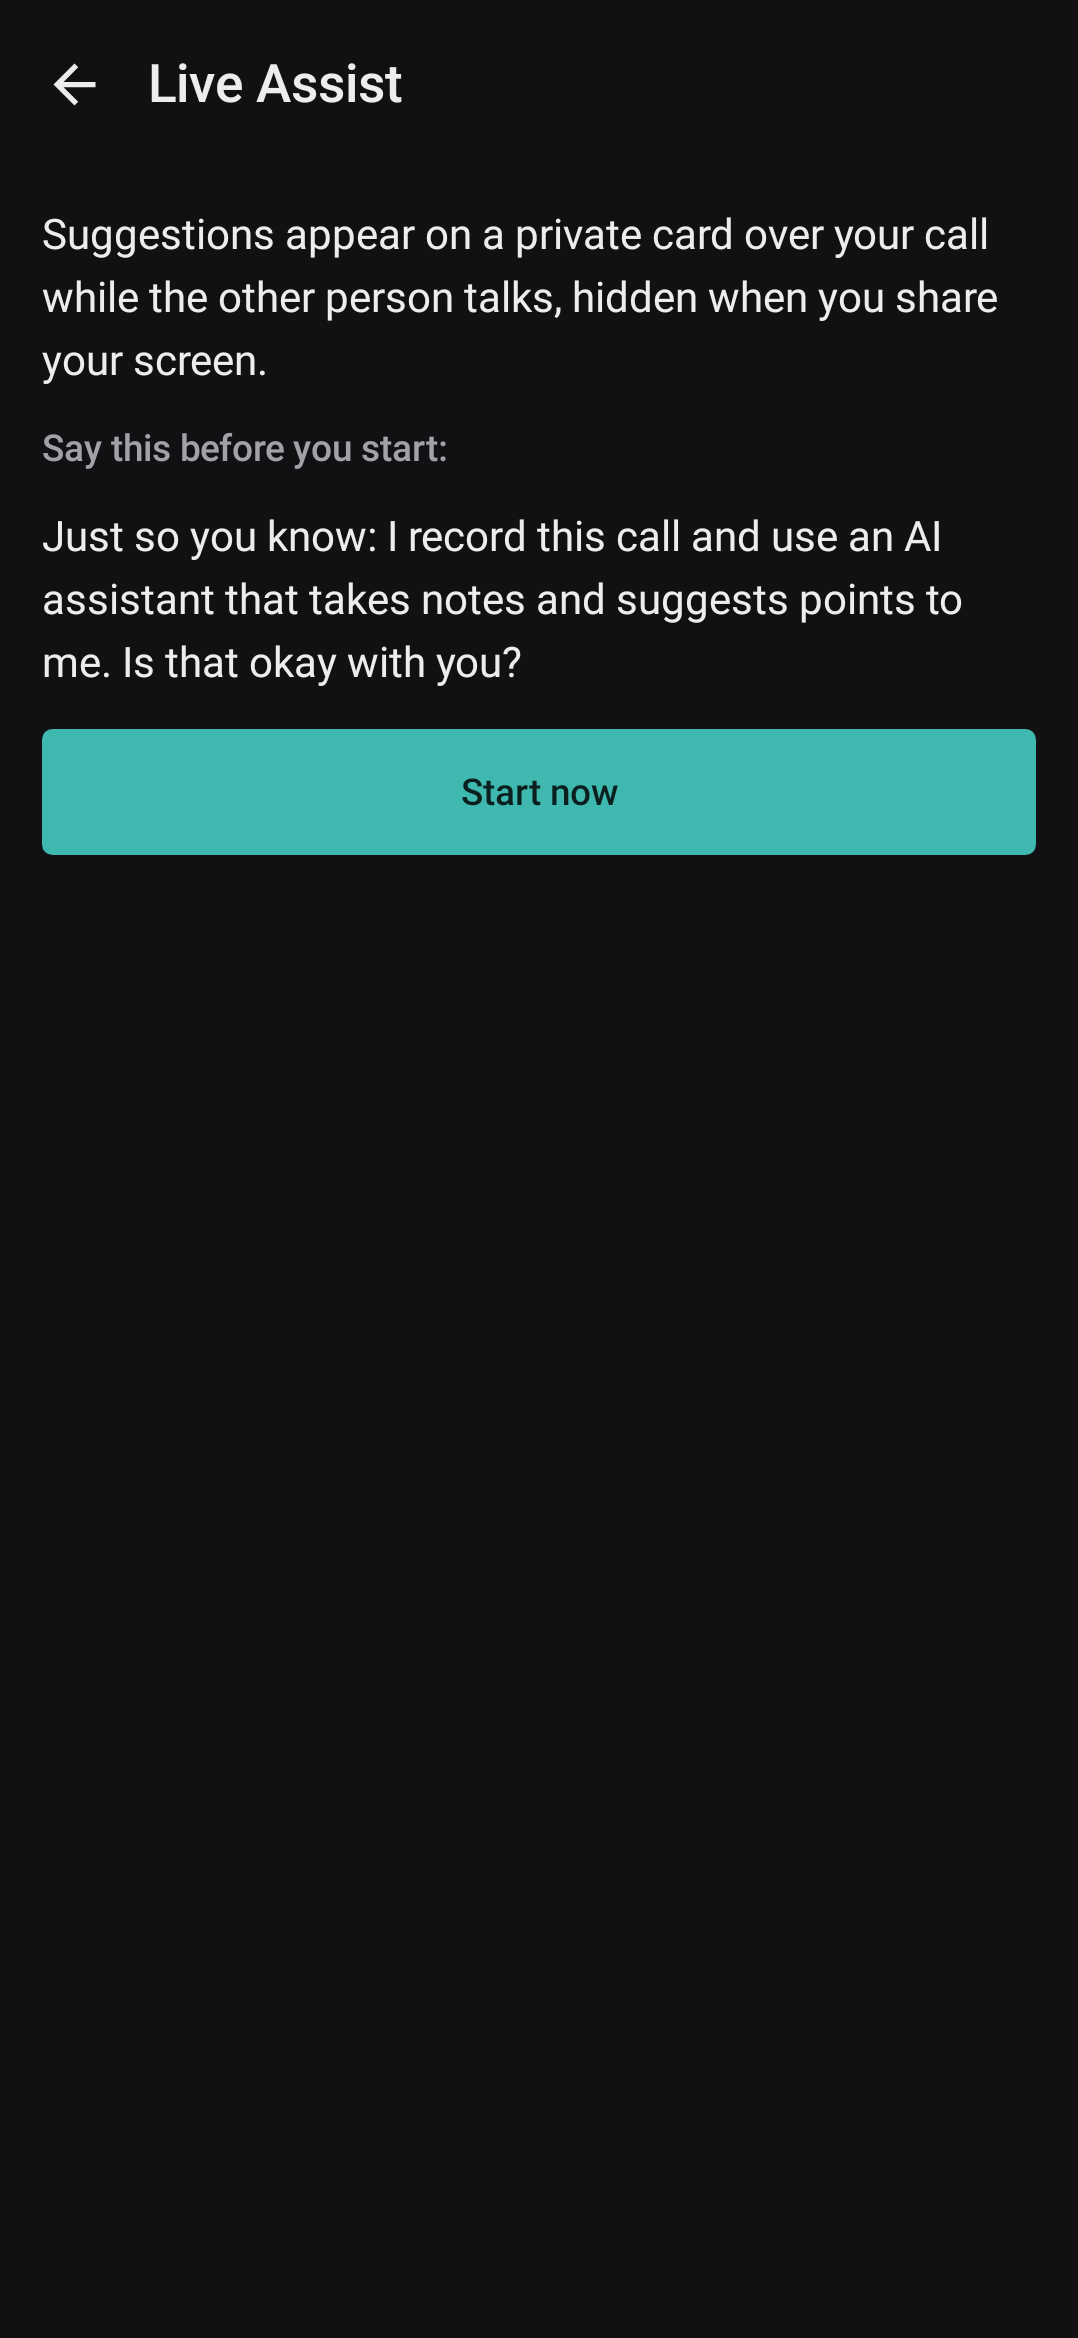 Live Assist
Suggestions appear on a private card over your call
while the other person talks, hidden when you share
your screen.
Say this before you start:
Just so you know: I record this call and use an AI
assistant that takes notes and suggests points to
me. Is that okay with you?
Start now